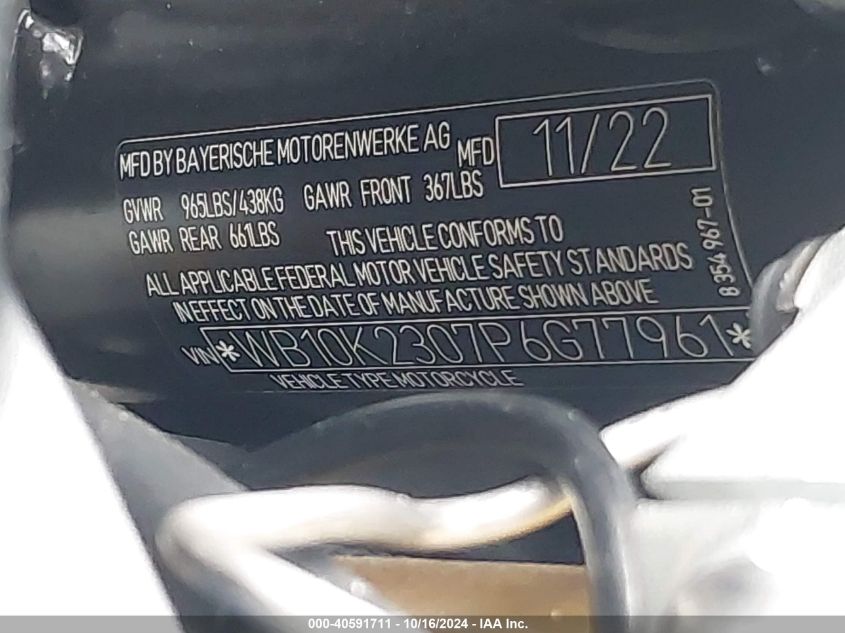 MFD BY BAYERISCHE MOTORENWERKE AG MFD 11/22
GVWR 965LBS/438KG GAWR FRONT 367LBS
GAWR REAR 661LBS THIS VEHICLE CONFORMS TO
ALL APPLICABLE FEDERAL MOTOR VEHICLE SAFETY STANDARDS
IN EFFECT ON THE DATE OF MANUFACTURE SHOWN ABOVE
8 354 967-01
VIN *WB10K2307P6G77961*
VEHICLE TYPE MOTORCYCLE
000-40591711 - 10/16/2024 - IAA Inc.